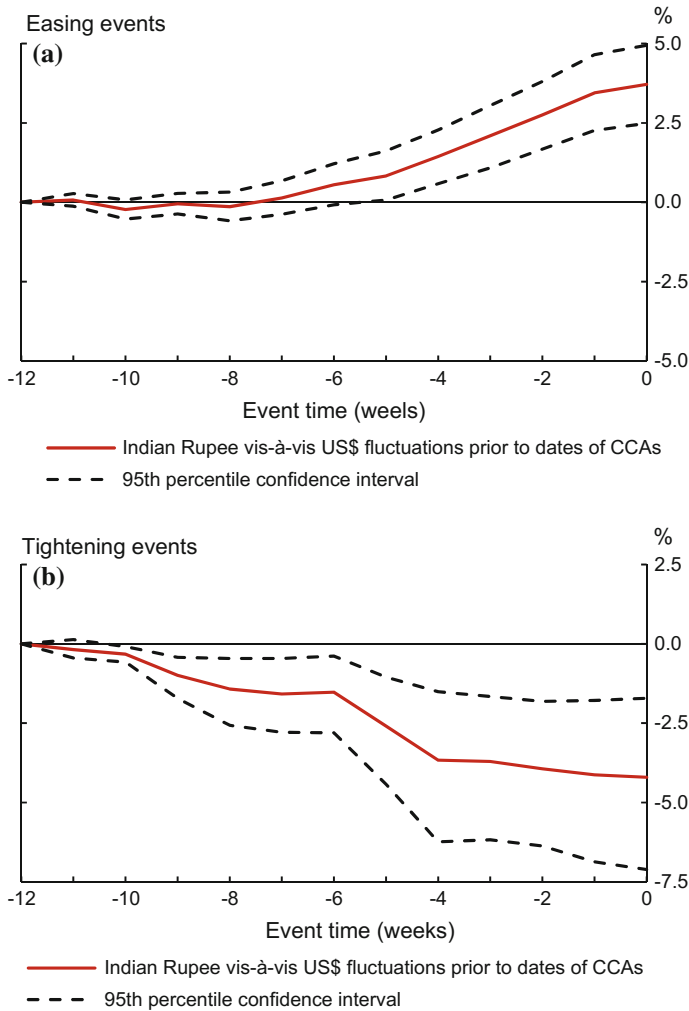 Easing events
%
(a)
5.0
2.5
0.0
-2.5
-5.0
-12 -10 -8 -6 -4 -2 0
Event time (weels)
Indian Rupee vis-à-vis US$ fluctuations prior to dates of CCAs
95th percentile confidence interval
%
Tightening events
(b)
2.5
0.0
-2.5
-5.0
-7.5
-12 -10 -8 -6 -4 -2 0
Event time (weeks)
Indian Rupee vis-à-vis US$ fluctuations prior to dates of CCAs
95th percentile confidence interval